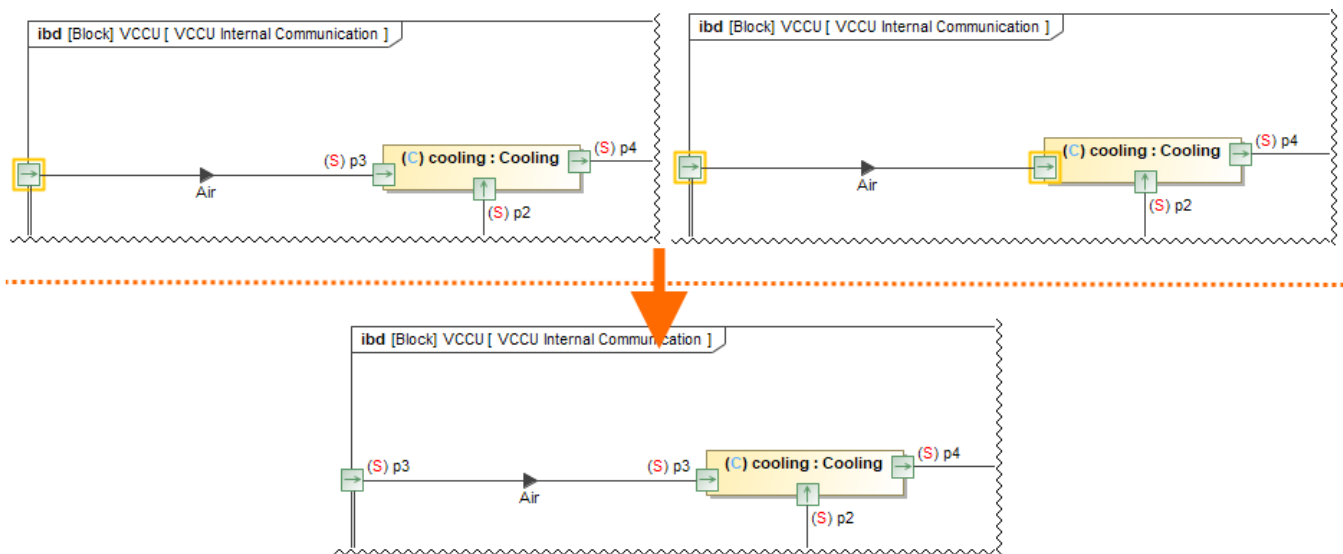 ibd [Block] VCCU [ VCCU Internal Communication ]
(S) p3
(C) cooling : Cooling
(S) p4
Air
(S) p2
ibd [Block] VCCU [ VCCU Internal Communication ]
(C) cooling : Cooling
(S) p4
Air
(S) p2
ibd [Block] VCCU [ VCCU Internal Communication ]
(S) p3
(S) p3
(C) cooling : Cooling
(S) p4
Air
(S) p2